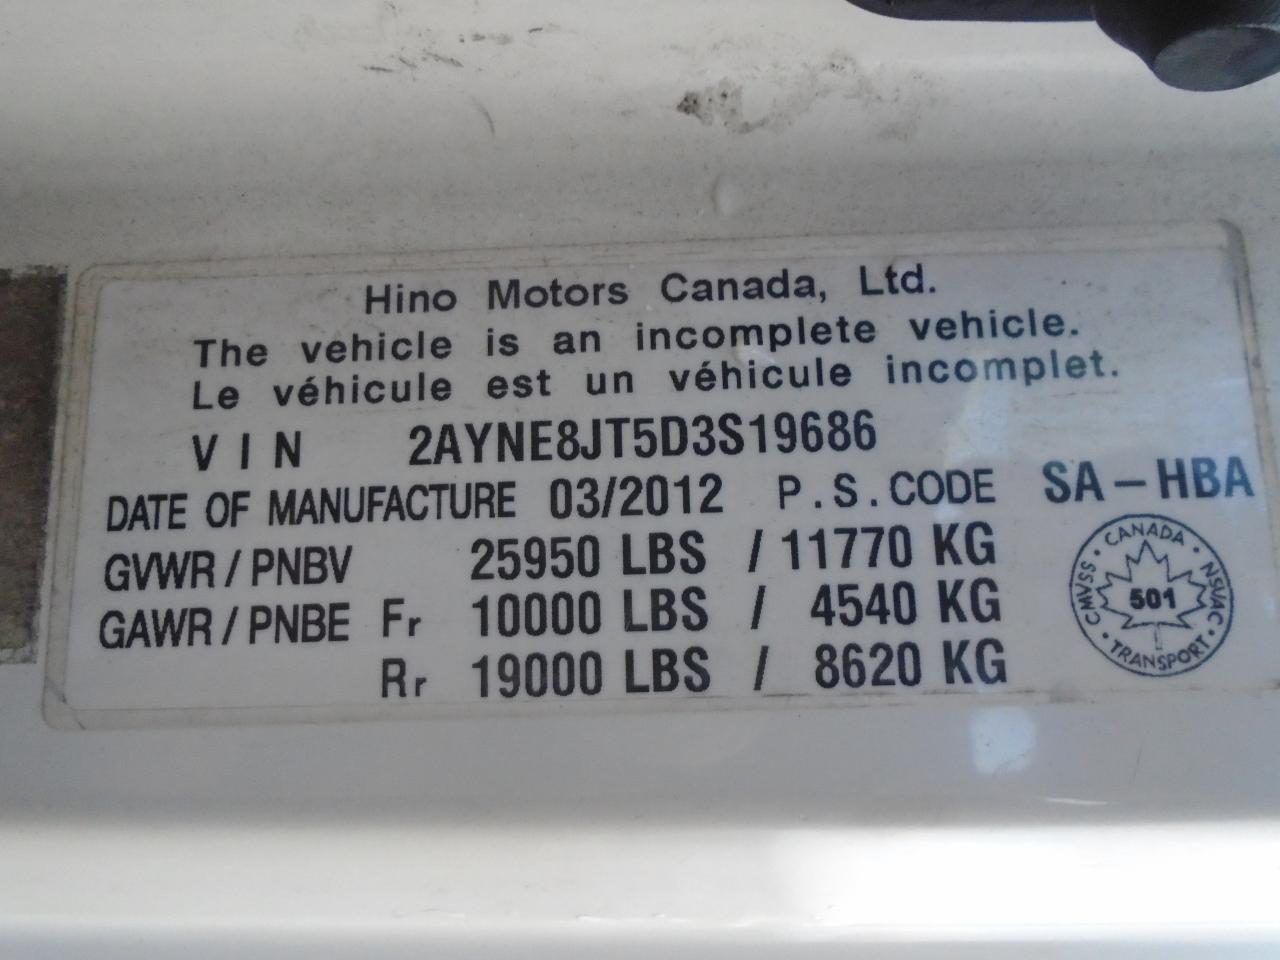 Hino Motors Canada, Ltd.
The vehicle is an incomplete vehicle.
Le véhicule est un véhicule incomplet.
VIN 2AYNE8JT5D3S19686
DATE OF MANUFACTURE 03/2012 P.S.CODE SA-HBA
GVWR/PNBV 25950 LBS / 11770 KG
GAWR/PNBE Fr 10000 LBS / 4540 KG
Rr 19000 LBS / 8620 KG
CANADA · NSVAC · TRANSPORT · CMVSS ·
501